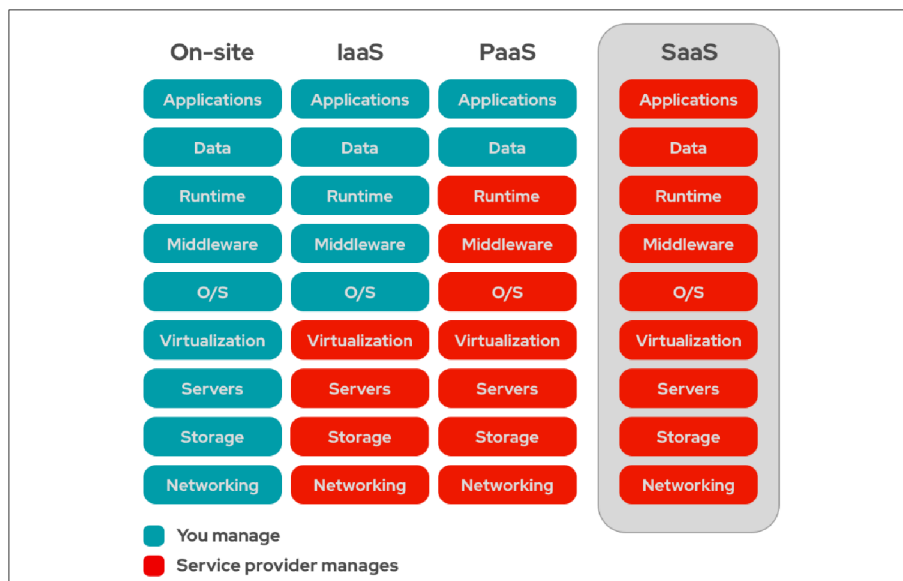 On-site IaaS PaaS SaaS
Applications Applications Applications Applications
Data Data Data Data
Runtime Runtime Runtime Runtime
Middleware Middleware Middleware Middleware
O/S O/S O/S O/S
Virtualization Virtualization Virtualization Virtualization
Servers Servers Servers Servers
Storage Storage Storage Storage
Networking Networking Networking Networking
You manage
Service provider manages